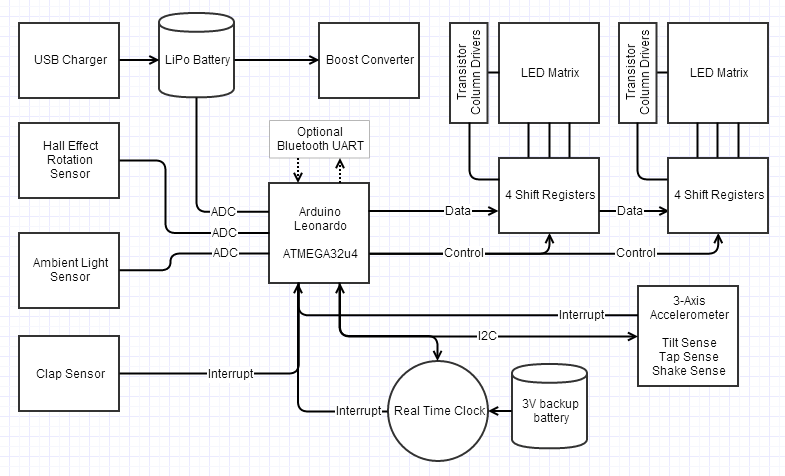 USB Charger
LiPo Battery
Boost Converter
Transistor
Column Drivers
LED Matrix
Transistor
Column Drivers
LED Matrix
Hall Effect
Rotation
Sensor
Optional
Bluetooth UART
ADC
ADC
ADC
Arduino
Leonardo
ATMEGA32u4
Data
Control
4 Shift Registers
Data
Control
4 Shift Registers
Ambient Light
Sensor
Clap Sensor
Interrupt
Interrupt
I2C
3-Axis
Accelerometer
Tilt Sense
Tap Sense
Shake Sense
Interrupt
Real Time Clock
3V backup
battery